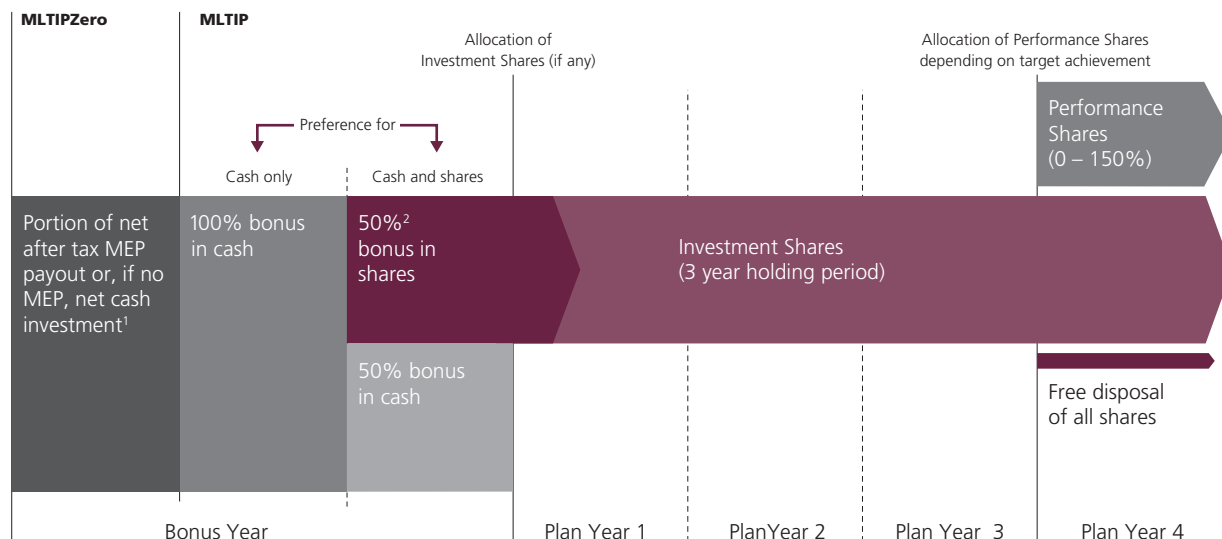 MLTIPZero
MLTIP
Allocation of
Investment Shares (if any)
Allocation of Performance Shares
depending on target achievement
Performance
Shares
(0 – 150%)
Preference for
Cash only
Cash and shares
Portion of net
after tax MEP
payout or, if no
MEP, net cash
investment¹
100% bonus
in cash
50%²
bonus in
shares
Investment Shares
(3 year holding period)
50% bonus
in cash
Free disposal
of all shares
Bonus Year
Plan Year 1
PlanYear 2
Plan Year 3
Plan Year 4